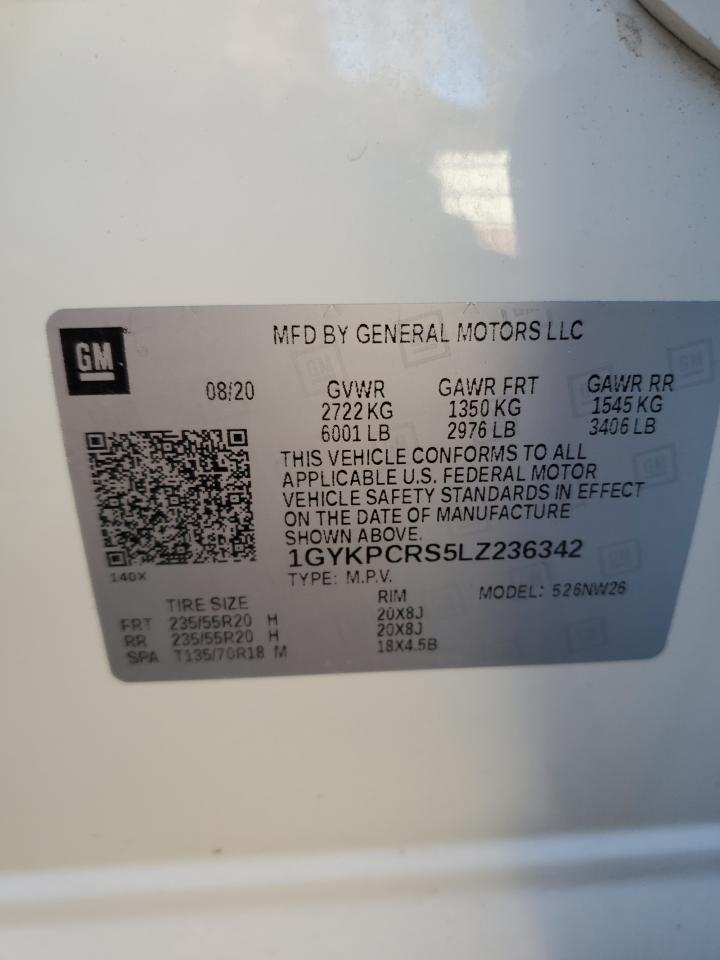 GM
MFD BY GENERAL MOTORS LLC
08/20 GVWR GAWR FRT GAWR RR
2722 KG 1350 KG 1545 KG
6001 LB 2976 LB 3406 LB
THIS VEHICLE CONFORMS TO ALL
APPLICABLE U.S. FEDERAL MOTOR
VEHICLE SAFETY STANDARDS IN EFFECT
ON THE DATE OF MANUFACTURE
SHOWN ABOVE.
1GYKPCRS5LZ236342
140X TYPE: M.P.V. MODEL: 526NW26
TIRE SIZE RIM
FRT 235/55R20 H 20X8J
RR 235/55R20 H 20X8J
SPA T135/70R18 M 18X4.5B